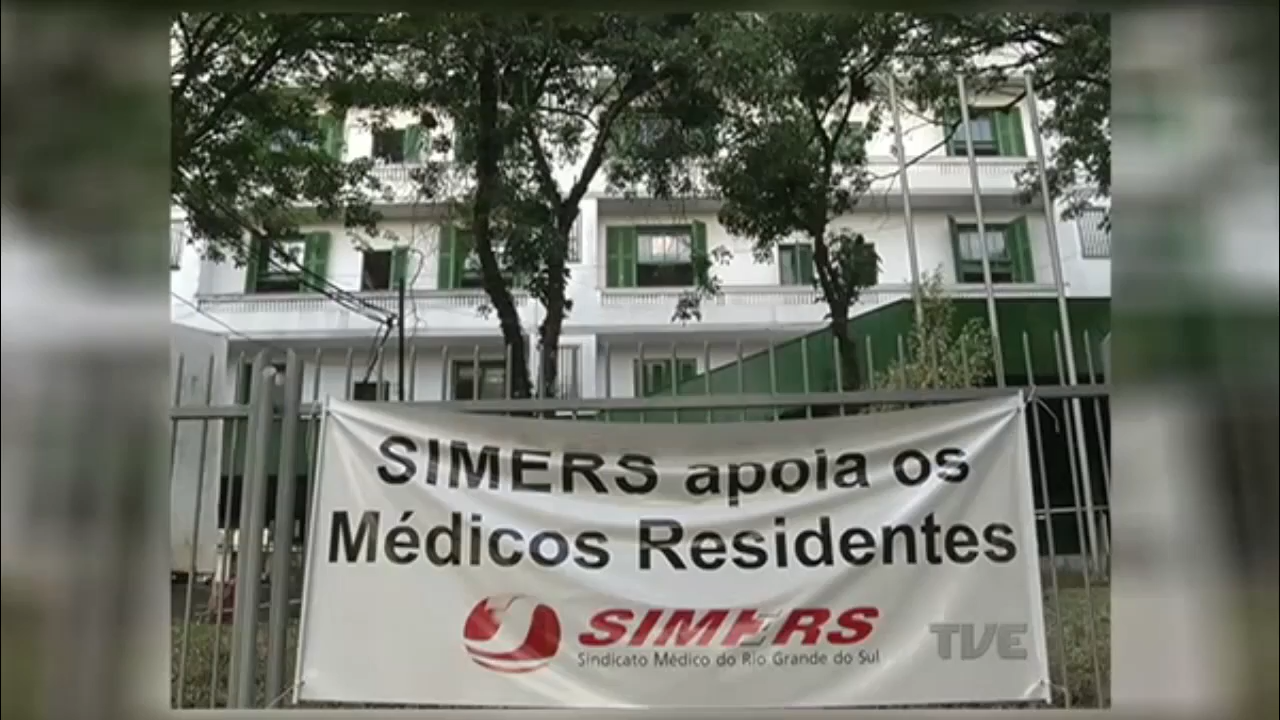 SIMERS apoia os
Médicos Residentes
SIMERS
Sindicato Médico do Rio Grande do Sul
TVE